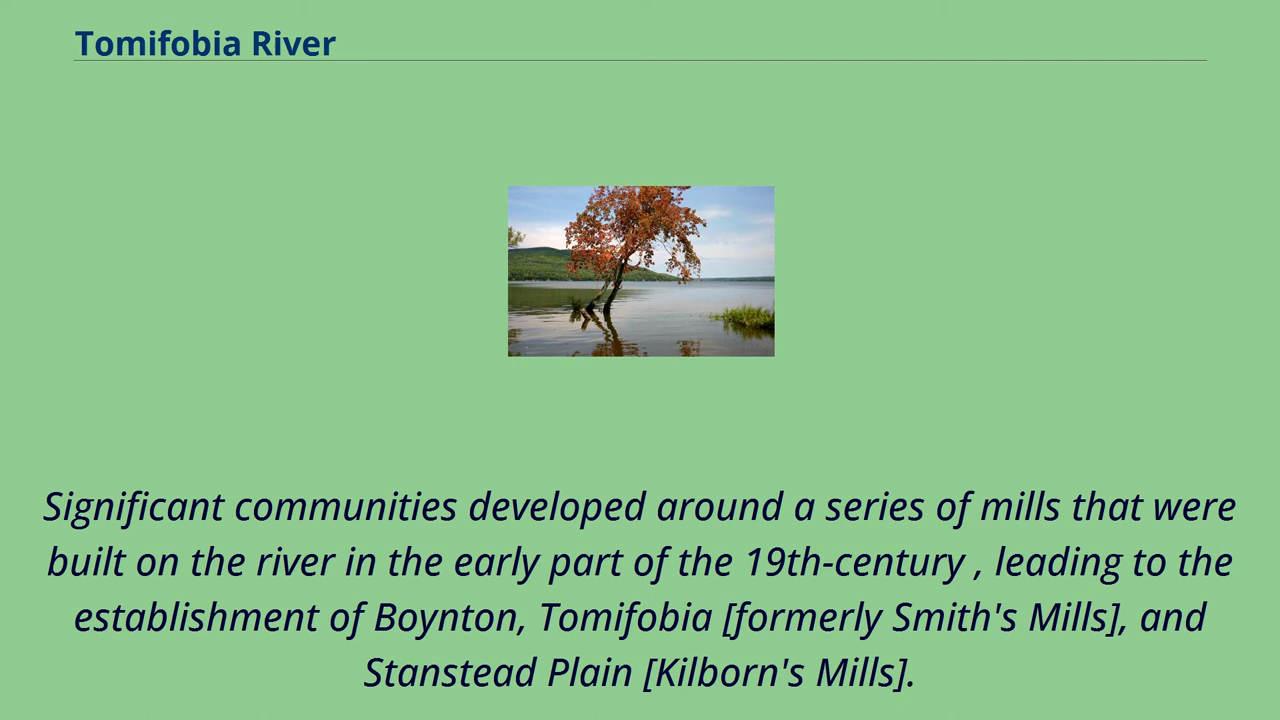 Tomifobia River
Significant communities developed around a series of mills that were
built on the river in the early part of the 19th-century , leading to the
establishment of Boynton, Tomifobia [formerly Smith's Mills], and
Stanstead Plain [Kilborn's Mills].